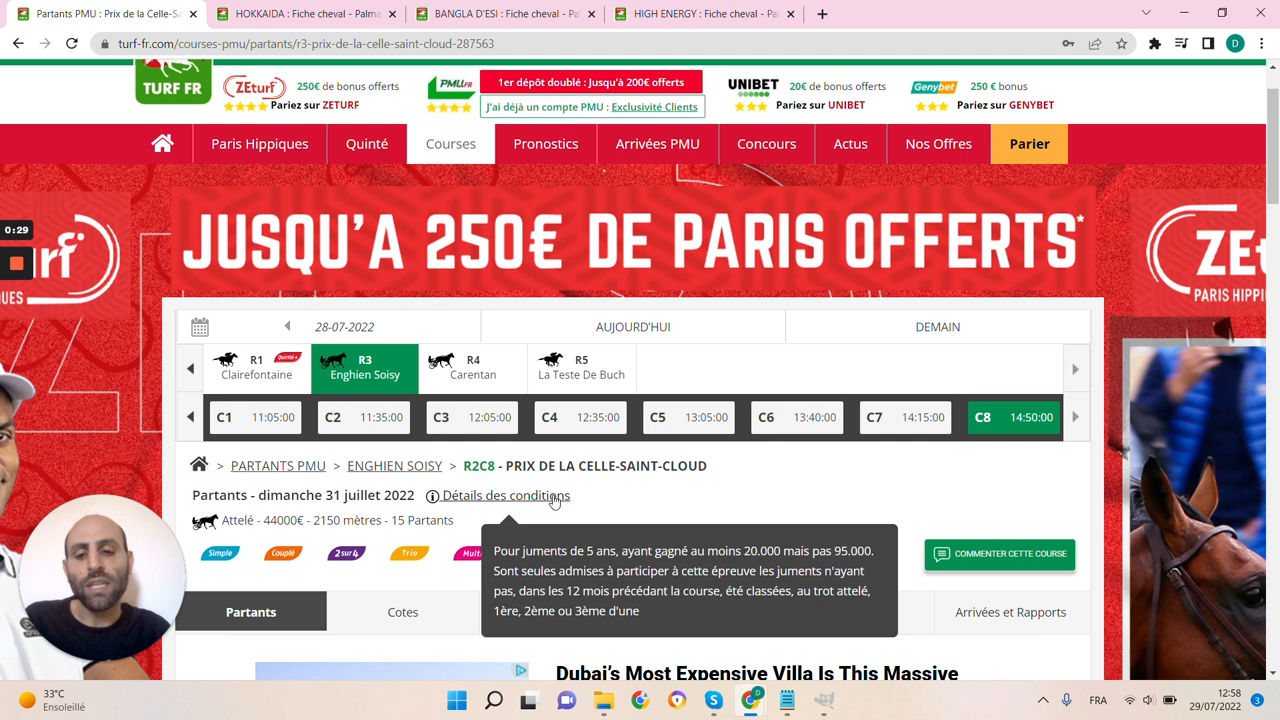 Partants PMU : Prix de la Celle-Sa
HOKKAIDA : Fiche cheval - Palma
BANGLA D'ESI : Fiche cheval - Pal
HIGH ENERGY : Fiche cheval - Pal
turf-fr.com/courses-pmu/partants/r3-prix-de-la-celle-saint-cloud-287563
D
TURF FR
ZEturf
250€ de bonus offerts
Pariez sur ZETURF
PMU.FR
1er dépôt doublé : Jusqu'à 200€ offerts
J'ai déjà un compte PMU : Exclusivité Clients
UNIBET
20€ de bonus offerts
Pariez sur UNIBET
Genybet
250 € bonus
Pariez sur GENYBET
Paris Hippiques
Quinté
Courses
Pronostics
Arrivées PMU
Concours
Actus
Nos Offres
Parier
JUSQU'A 250€ DE PARIS OFFERTS*
0:29
rf
QUES
ZE
PARIS HIPPI
28-07-2022
AUJOURD'HUI
DEMAIN
R1 Quinté+
Clairefontaine
R3
Enghien Soisy
R4
Carentan
R5
La Teste De Buch
C1 11:05:00
C2 11:35:00
C3 12:05:00
C4 12:35:00
C5 13:05:00
C6 13:40:00
C7 14:15:00
C8 14:50:00
> PARTANTS PMU > ENGHIEN SOISY > R2C8 - PRIX DE LA CELLE-SAINT-CLOUD
Partants - dimanche 31 juillet 2022
Détails des conditions
Attelé - 44000€ - 2150 mètres - 15 Partants
Simple
Couplé
2sur4
Trio
Mult
Pour juments de 5 ans, ayant gagné au moins 20.000 mais pas 95.000.
Sont seules admises à participer à cette épreuve les juments n'ayant
pas, dans les 12 mois précédant la course, été classées, au trot attelé,
1ère, 2ème ou 3ème d'une
COMMENTER CETTE COURSE
Partants
Cotes
Arrivées et Rapports
Dubai's Most Expensive Villa Is This Massive
33°C
Ensoleillé
FRA
12:58
29/07/2022
3